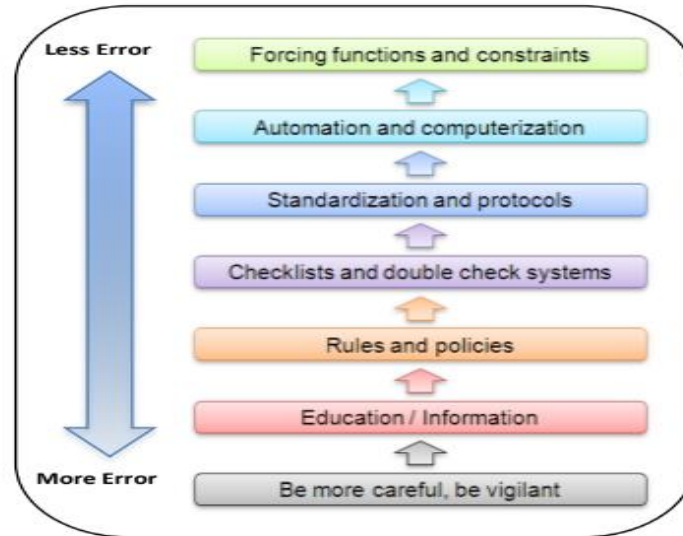 Less Error
Forcing functions and constraints
Automation and computerization
Standardization and protocols
Checklists and double check systems
Rules and policies
Education / Information
More Error
Be more careful, be vigilant